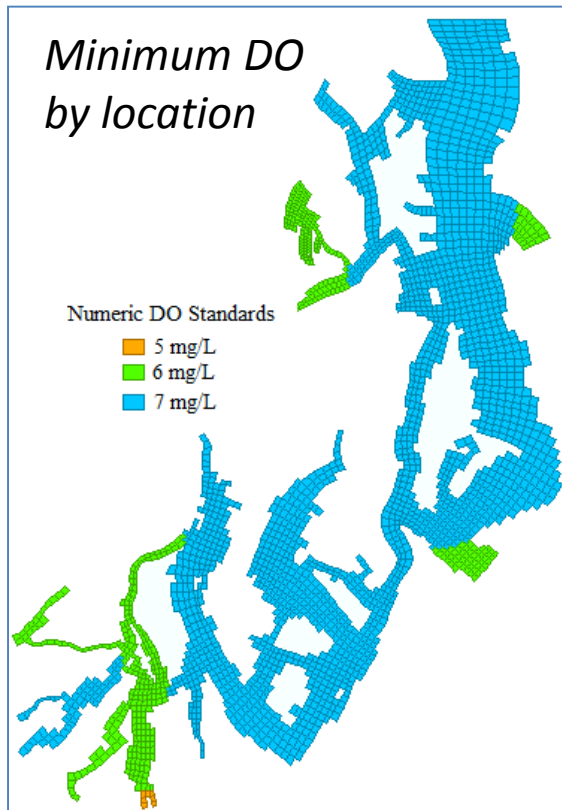 Minimum DO
by location
Numeric DO Standards
5 mg/L
6 mg/L
7 mg/L